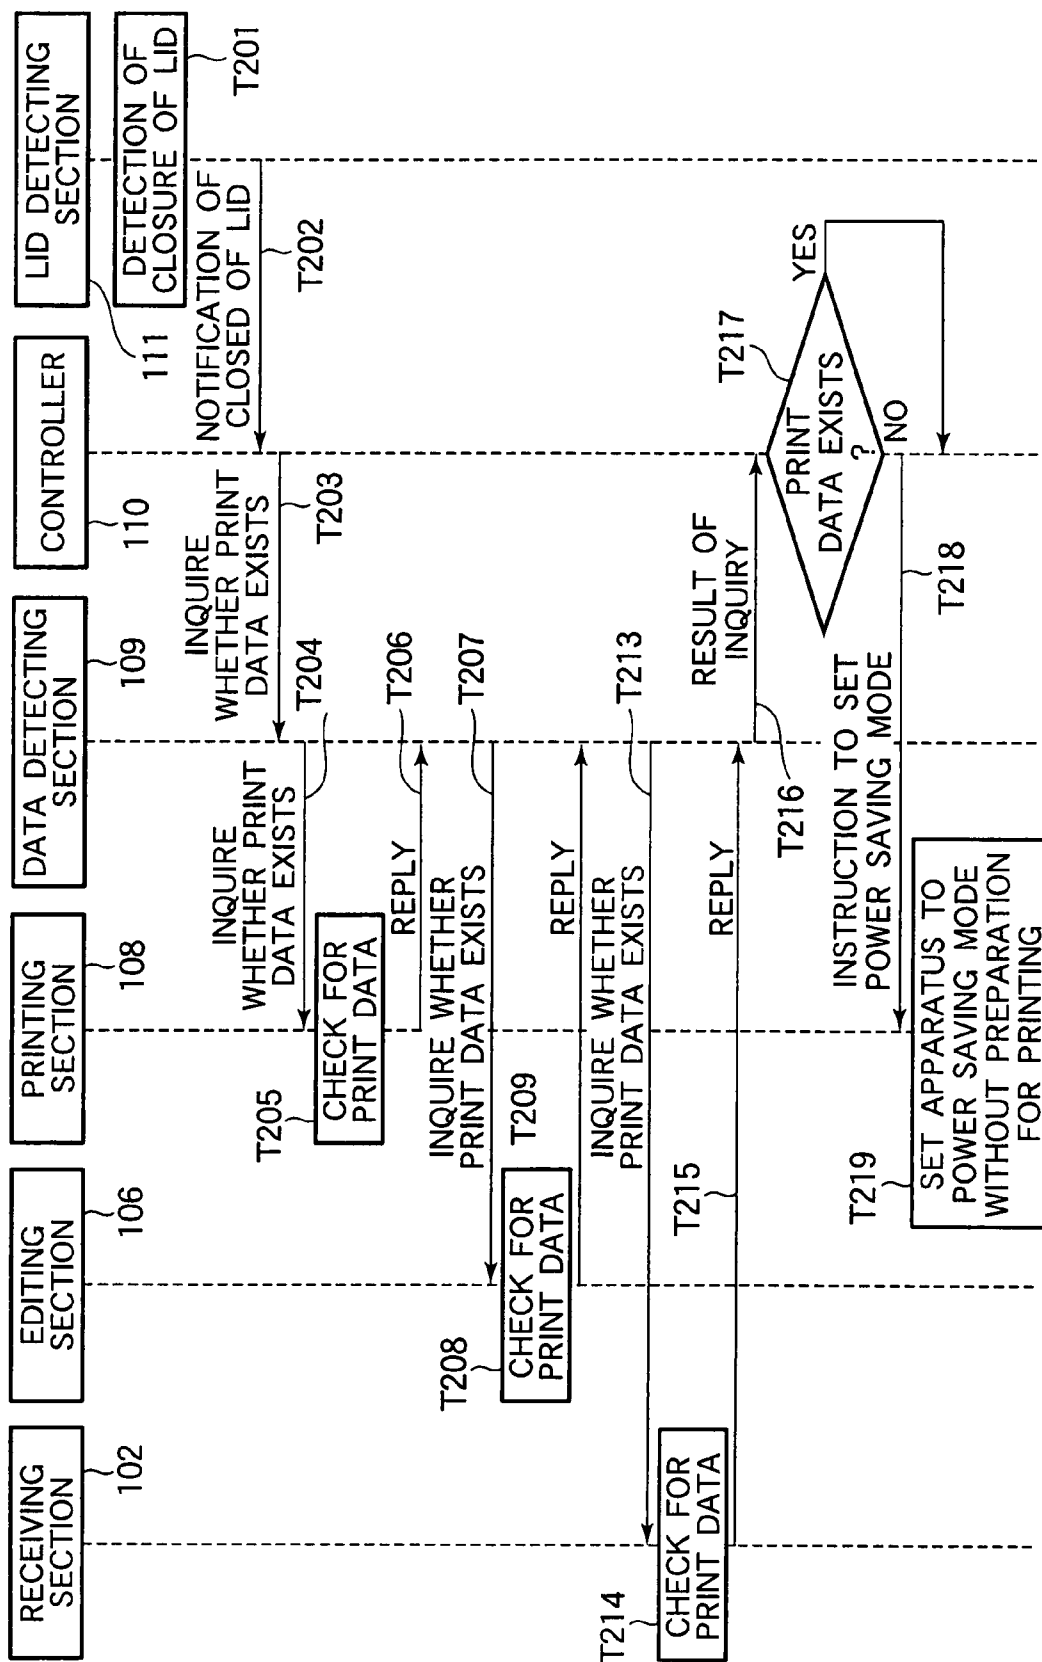 RECEIVING
SECTION
102
EDITING
SECTION
106
PRINTING
SECTION
108
DATA DETECTING
SECTION
109
CONTROLLER
110
LID DETECTING
SECTION
111
DETECTION OF
CLOSURE OF LID
T201
NOTIFICATION OF
CLOSED OF LID
T202
INQUIRE
WHETHER PRINT
DATA EXISTS
T203
INQUIRE
WHETHER PRINT
DATA EXISTS
T204
T205
CHECK FOR
PRINT DATA
REPLY
T206
INQUIRE WHETHER
PRINT DATA EXISTS
T207
T208
CHECK FOR
PRINT DATA
T209
REPLY
INQUIRE WHETHER
PRINT DATA EXISTS
T213
T214
CHECK FOR
PRINT DATA
T215
REPLY
RESULT OF
INQUIRY
T216
PRINT
DATA EXISTS
?
T217
YES
NO
INSTRUCTION TO SET
POWER SAVING MODE
T218
T219
SET APPARATUS TO
POWER SAVING MODE
WITHOUT PREPARATION
FOR PRINTING